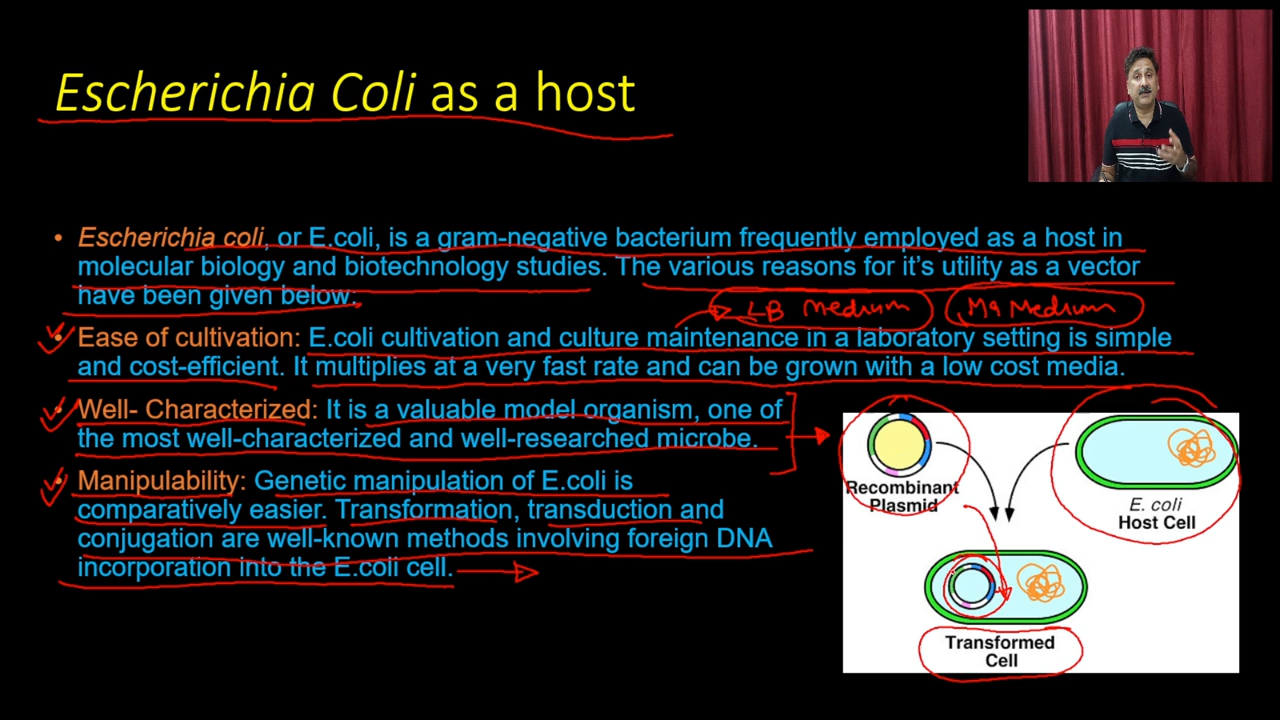 Escherichia Coli as a host
• Escherichia coli, or E.coli, is a gram-negative bacterium frequently employed as a host in
molecular biology and biotechnology studies. The various reasons for it's utility as a vector
have been given below:
LB Medium M9 Medium
• Ease of cultivation: E.coli cultivation and culture maintenance in a laboratory setting is simple
and cost-efficient. It multiplies at a very fast rate and can be grown with a low cost media.
• Well- Characterized: It is a valuable model organism, one of
the most well-characterized and well-researched microbe.
• Manipulability: Genetic manipulation of E.coli is
comparatively easier. Transformation, transduction and
conjugation are well-known methods involving foreign DNA
incorporation into the E.coli cell.
Recombinant
Plasmid
E. coli
Host Cell
Transformed
Cell